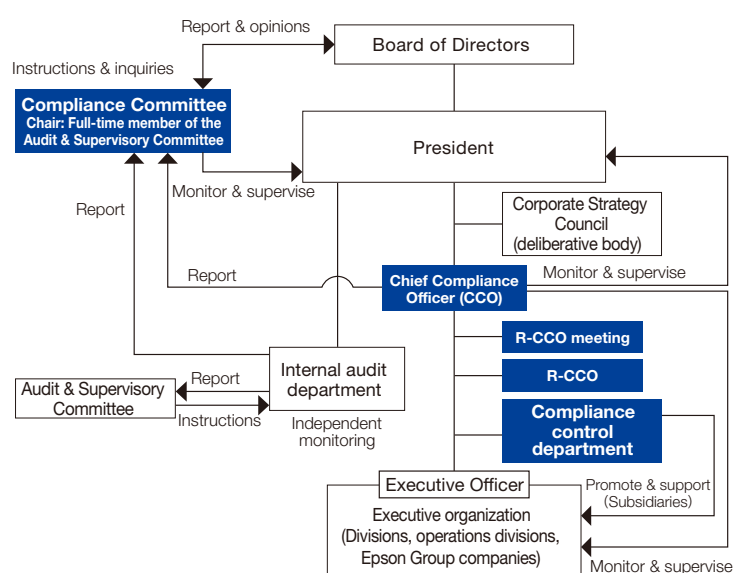 Report & opinions
Board of Directors
Instructions & inquiries
Compliance Committee
Chair: Full-time member of the
Audit & Supervisory Committee
President
Monitor & supervise
Report
Corporate Strategy
Council
(deliberative body)
Report
Chief Compliance
Officer (CCO)
Monitor & supervise
R-CCO meeting
R-CCO
Internal audit
department
Audit & Supervisory
Committee
Report
Instructions
Independent
monitoring
Compliance
control
department
Executive Officer
Promote & support
(Subsidiaries)
Executive organization
(Divisions, operations divisions,
Epson Group companies)
Monitor & supervise